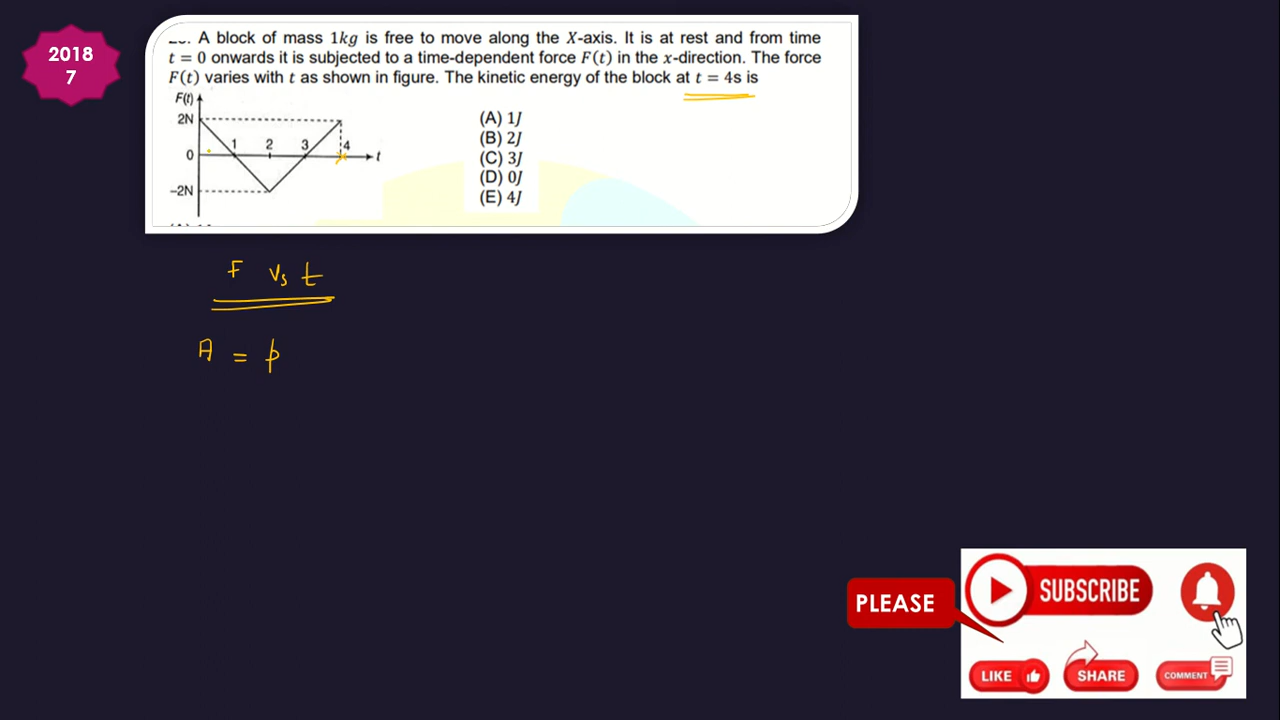 2018
7
A block of mass 1kg is free to move along the X-axis. It is at rest and from time
t = 0 onwards it is subjected to a time-dependent force F(t) in the x-direction. The force
F(t) varies with t as shown in figure. The kinetic energy of the block at t = 4s is
F(t)
2N
1 2 3 4
0
t
-2N
(A) 1J
(B) 2J
(C) 3J
(D) 0J
(E) 4J
F vs t
A = p
PLEASE
SUBSCRIBE
LIKE
SHARE
COMMENT